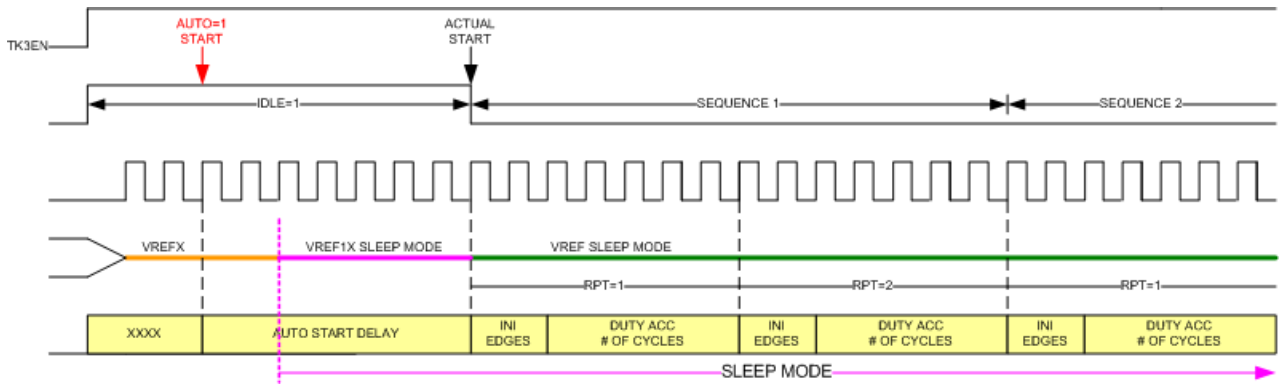 AUTO=1
START
ACTUAL
START
TK3EN
IDLE=1
SEQUENCE 1
SEQUENCE 2
VREFX
VREF1X SLEEP MODE
VREF SLEEP MODE
RPT=1
RPT=2
RPT=1
XXXX
AUTO START DELAY
INI
EDGES
DUTY ACC
# OF CYCLES
INI
EDGES
DUTY ACC
# OF CYCLES
INI
EDGES
DUTY ACC
# OF CYCLES
SLEEP MODE